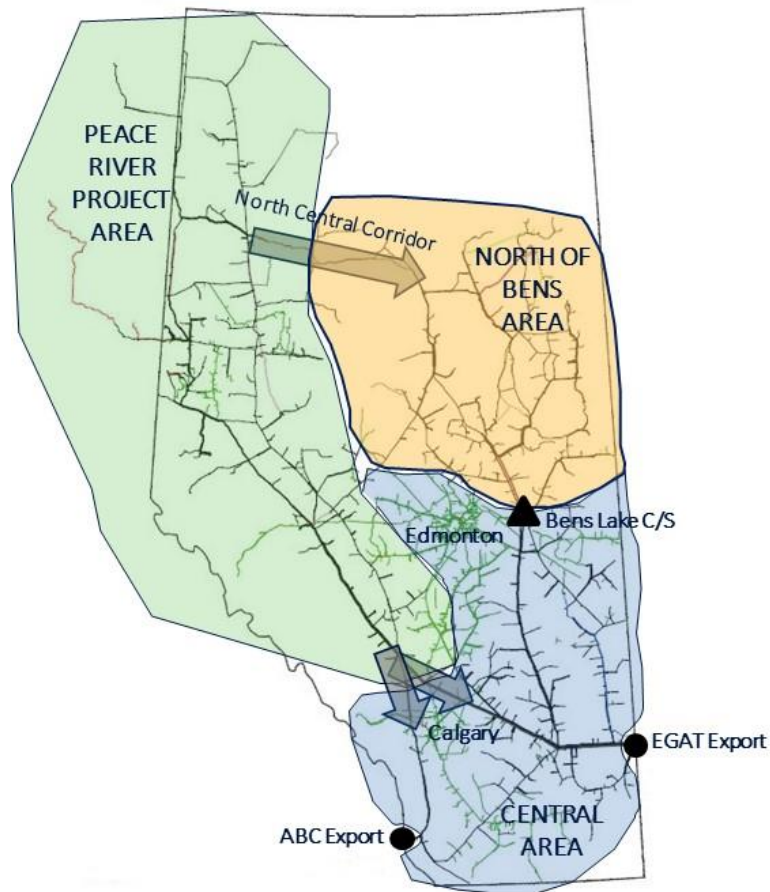 PEACE
RIVER
PROJECT
AREA
North Central Corridor
NORTH OF
BENS
AREA
Edmonton
Bens Lake C/S
Calgary
EGAT Export
ABC Export
CENTRAL
AREA